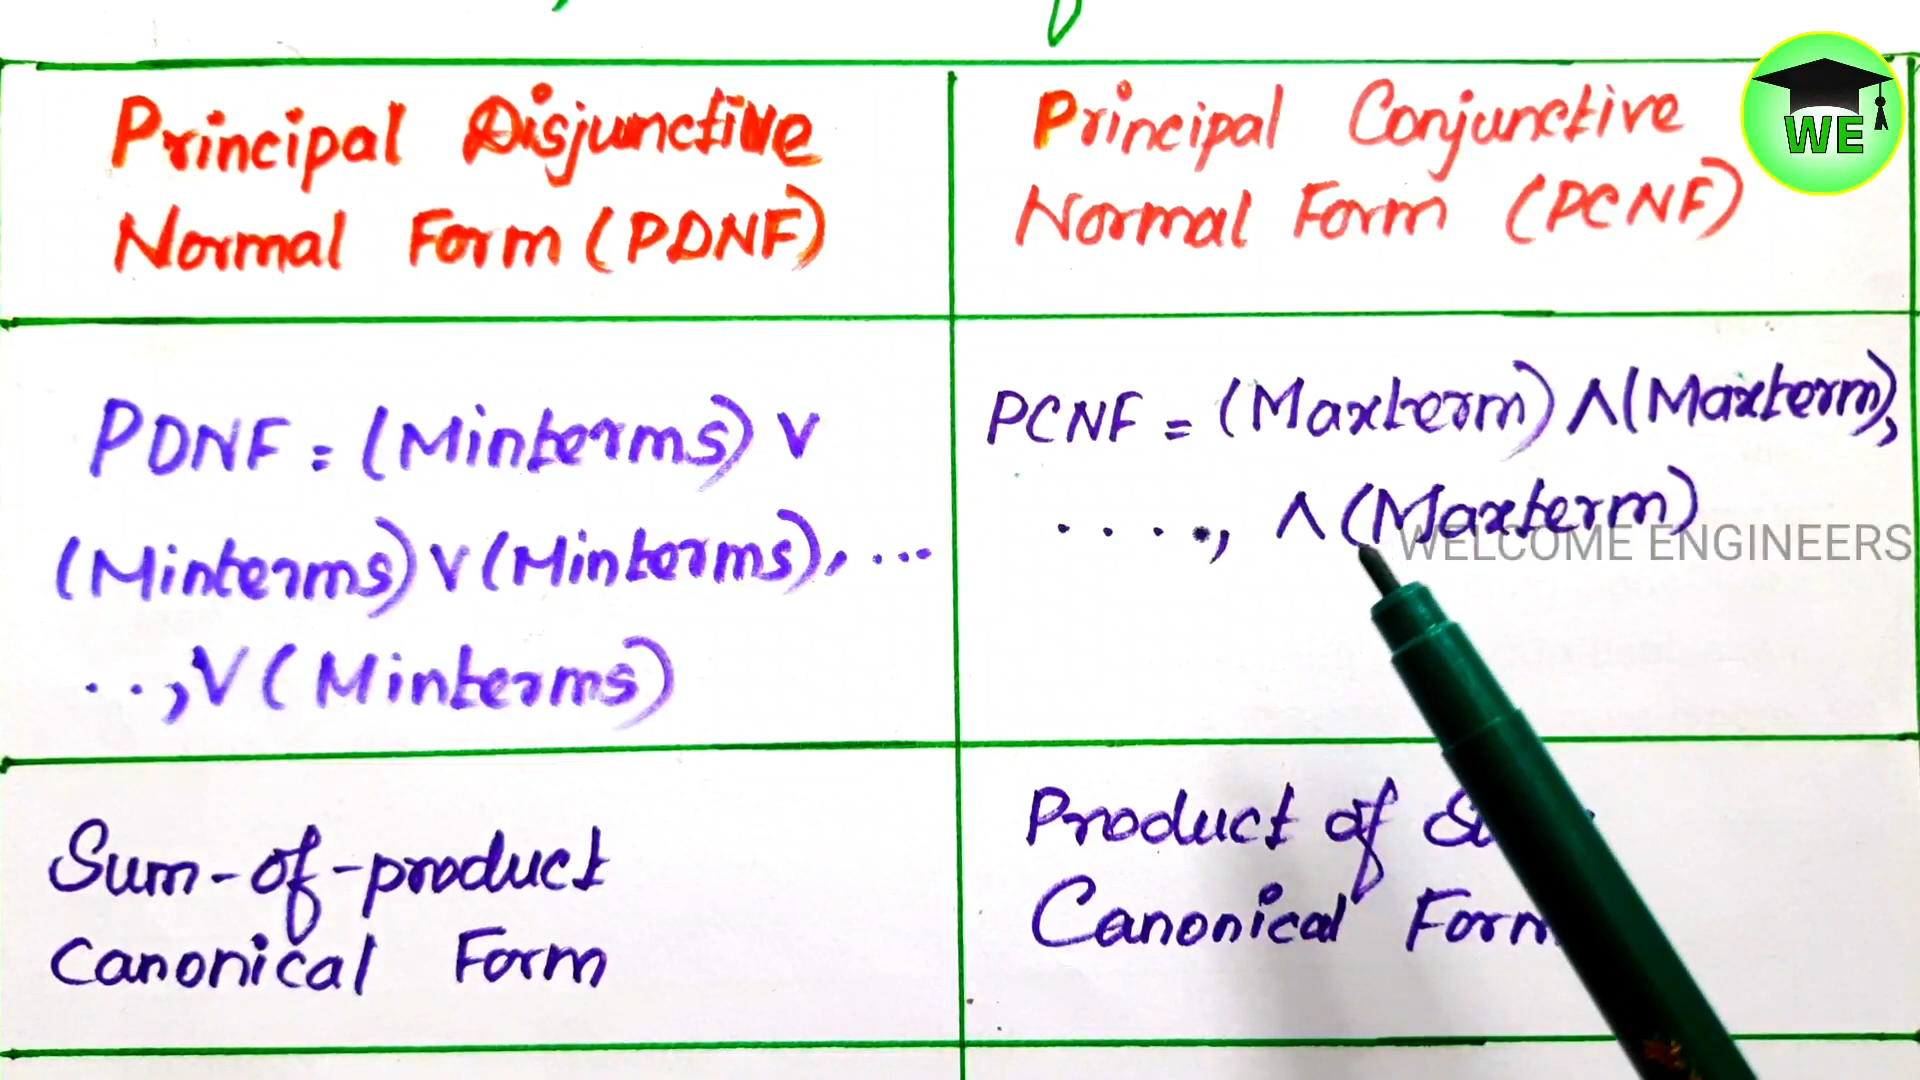 Principal Disjunctive
Normal Form (PDNF)
Principal Conjunctive
Normal Form (PCNF)
WE
PDNF = (Minterms) ∨
(Minterms) ∨ (Minterms), ...
.., ∨ (Minterms)
PCNF = (Maxterm) ∧ (Maxterm),
....., ∧ (Maxterm)
WELCOME ENGINEERS
Sum-of-product
Canonical Form
Product of
Canonical Form